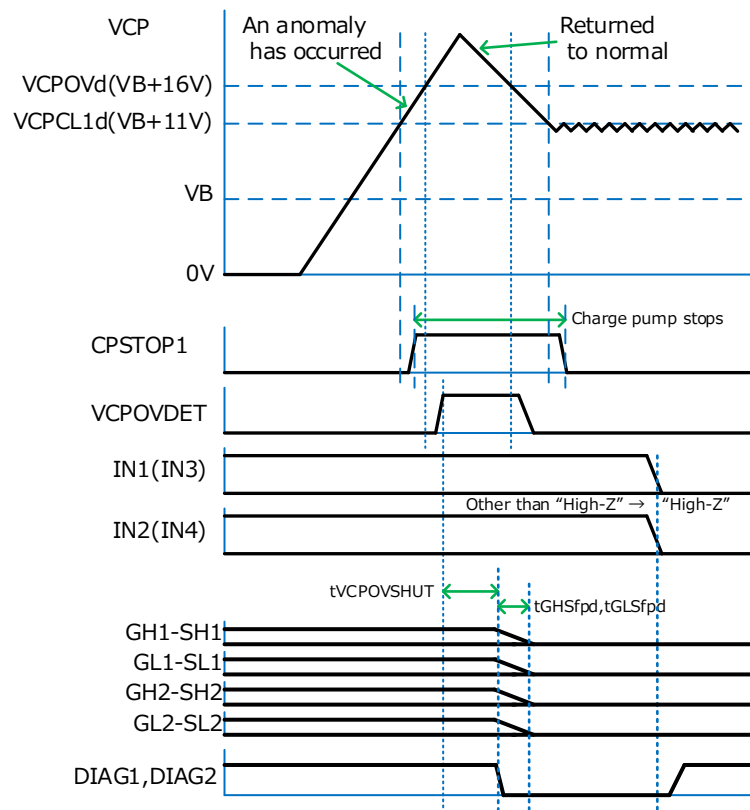 VCP
An anomaly
has occurred
Returned
to normal
VCPOVd(VB+16V)
VCPCL1d(VB+11V)
VB
0V
Charge pump stops
CPSTOP1
VCPOVDET
IN1(IN3)
Other than “High-Z” → “High-Z”
IN2(IN4)
tVCPOVSHUT
tGHSfpd,tGLSfpd
GH1-SH1
GL1-SL1
GH2-SH2
GL2-SL2
DIAG1,DIAG2